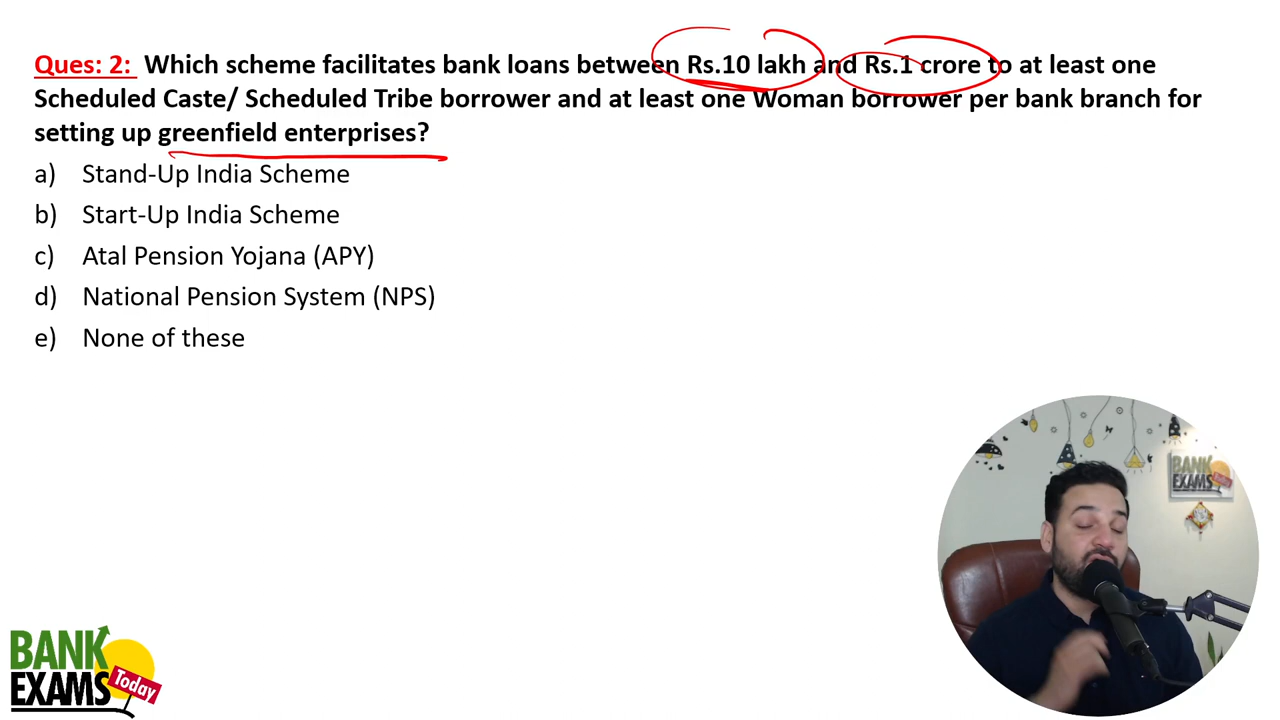 Ques: 2: Which scheme facilitates bank loans between Rs.10 lakh and Rs.1 crore to at least one
Scheduled Caste/ Scheduled Tribe borrower and at least one Woman borrower per bank branch for
setting up greenfield enterprises?
a) Stand-Up India Scheme
b) Start-Up India Scheme
c) Atal Pension Yojana (APY)
d) National Pension System (NPS)
e) None of these
BANK
EXAMS
Today
BANK
EXAMS
Today